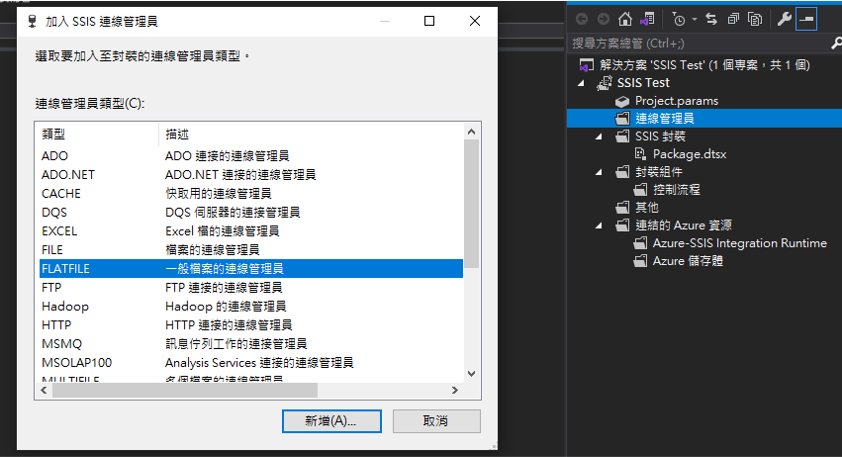 加入 SSIS 連線管理員
選取要加入至封裝的連線管理員類型。
連線管理員類型(C):
類型 描述
ADO ADO 連接的連線管理員
ADO.NET ADO.NET 連接的連線管理員
CACHE 快取用的連線管理員
DQS DQS 伺服器的連接管理員
EXCEL Excel 檔的連線管理員
FILE 檔案的連線管理員
FLATFILE 一般檔案的連線管理員
FTP FTP 連接的連線管理員
Hadoop Hadoop 的連線管理員
HTTP HTTP 連接的連線管理員
MSMQ 訊息佇列工作的連接管理員
MSOLAP100 Analysis Services 連接的連線管理員
MULTIFILE 多個檔案的連線管理員
新增(A)... 取消
搜尋方案總管 (Ctrl+;)
解決方案 'SSIS Test' (1 個專案，共 1 個)
SSIS Test
Project.params
連線管理員
SSIS 封裝
Package.dtsx
封裝組件
控制流程
其他
連結的 Azure 資源
Azure-SSIS Integration Runtime
Azure 儲存體